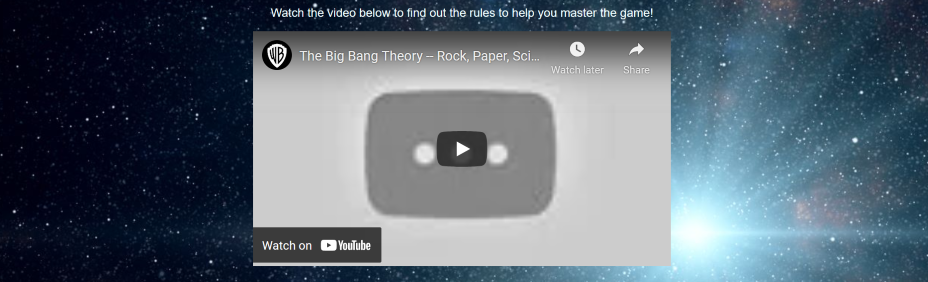 Watch the video below to find out the rules to help you master the game!
The Big Bang Theory – Rock, Paper, Sci...
Watch later
Share
Watch on YouTube